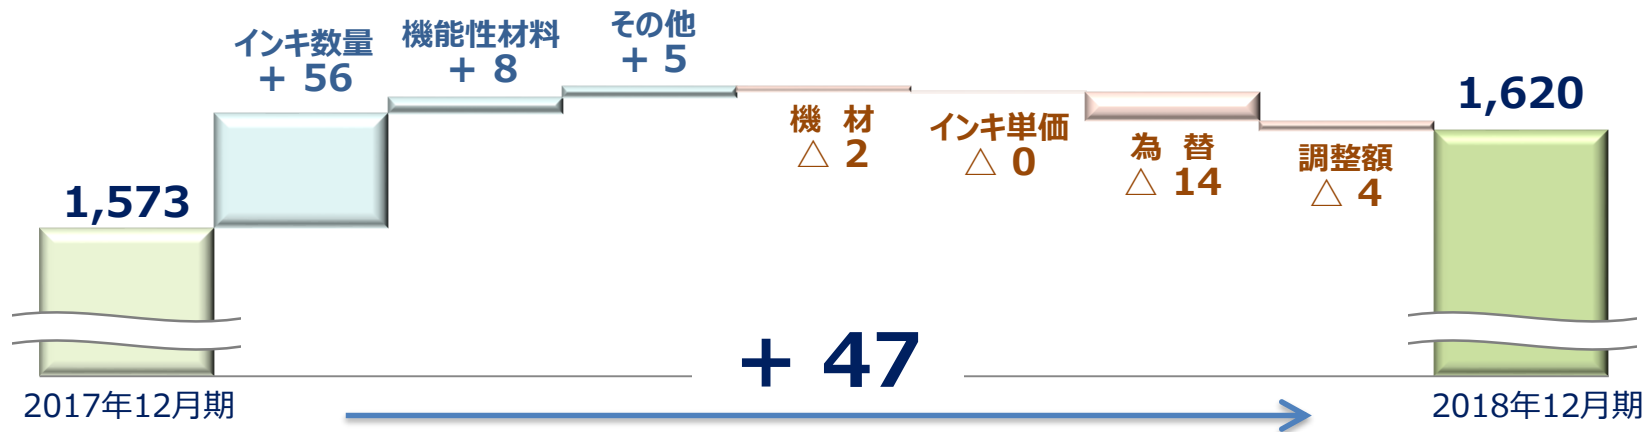 1,573
インキ数量
+ 56
機能性材料
+ 8
その他
+ 5
機 材
△ 2
インキ単価
△ 0
為 替
△ 14
調整額
△ 4
1,620
+ 47
2017年12月期
2018年12月期